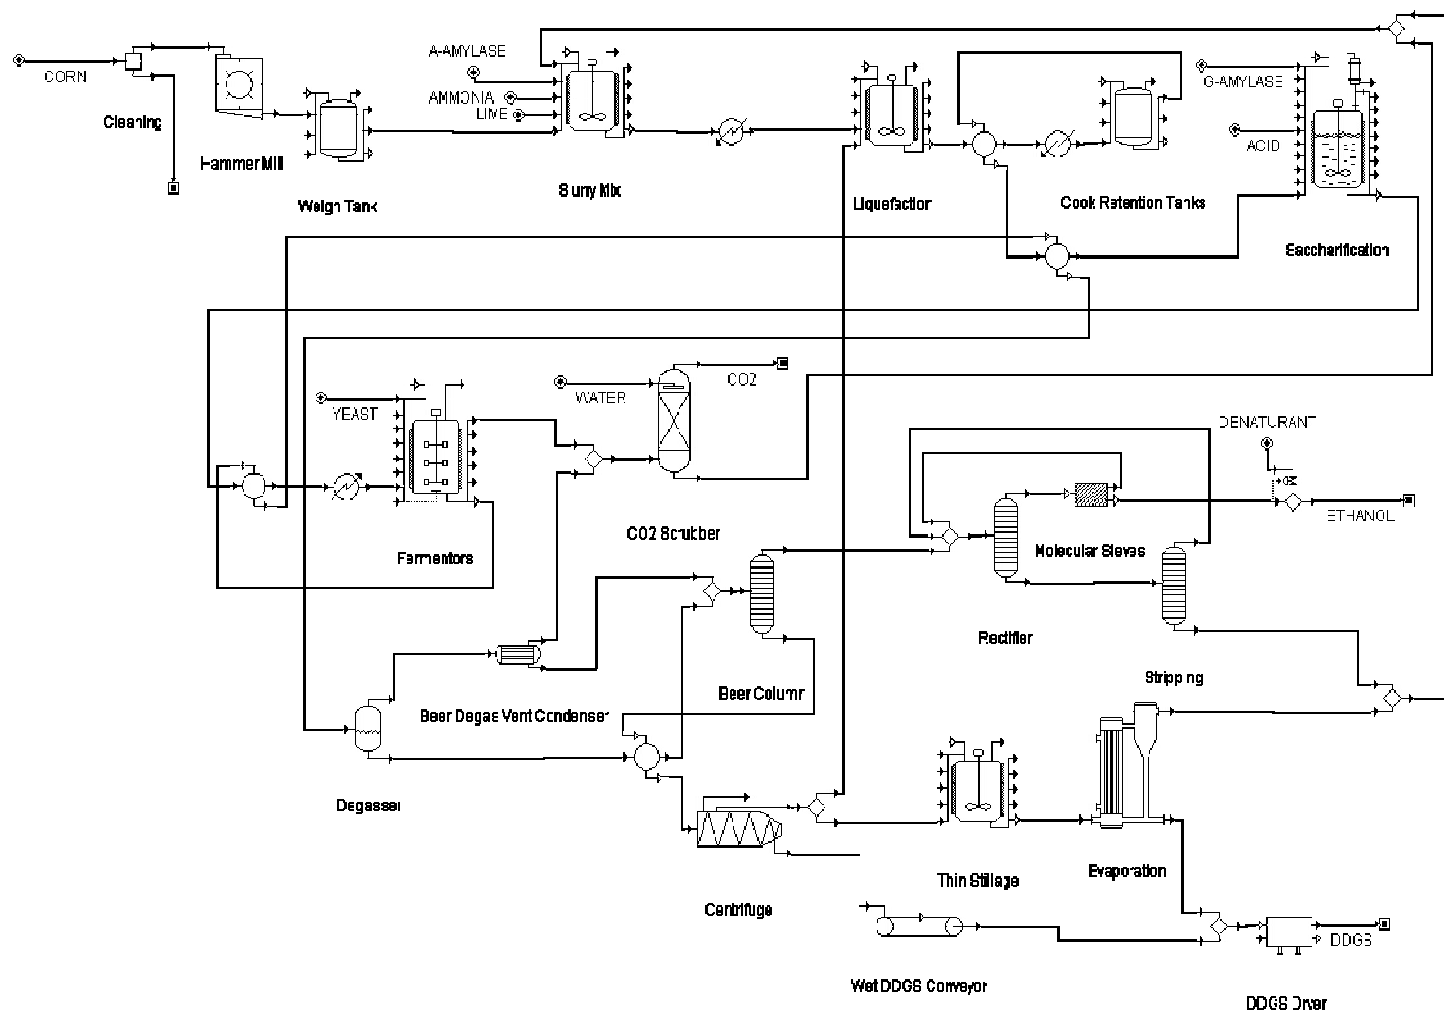 A-AMYLASE
CORN
G-AMYLASE
AMMONIA
LIME
Cleaning
ACID
Hammer Mill
Slurry Mix
Weigh Tank
Liquefaction
Cook Retention Tanks
Saccharification
CO2
WATER
YEAST
DENATURANT
ETHANOL
CO2 Scrubber
Fermentors
Molecular Sieves
Rectifier
Stripping
Beer Column
Beer Degas Vent Condenser
Degasser
Evaporation
Thin Stillage
Centrifuge
DDGS
Wet DDGS Conveyor
DDGS Dryer